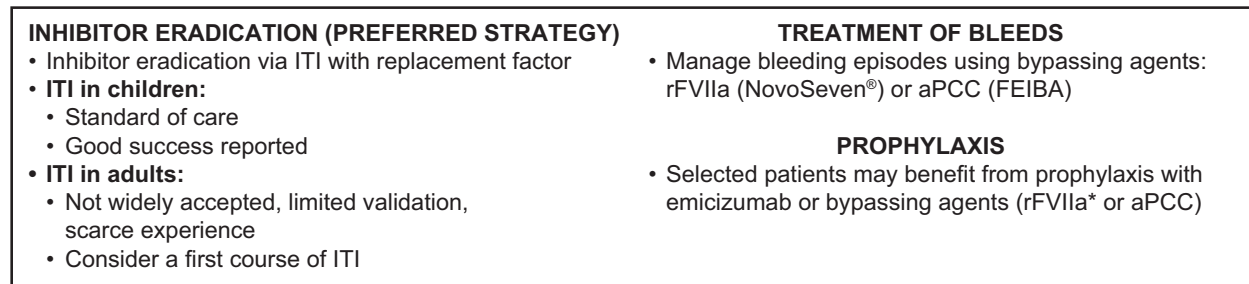 INHIBITOR ERADICATION (PREFERRED STRATEGY)
• Inhibitor eradication via ITI with replacement factor
• ITI in children:
• Standard of care
• Good success reported
• ITI in adults:
• Not widely accepted, limited validation,
scarce experience
• Consider a first course of ITI
TREATMENT OF BLEEDS
• Manage bleeding episodes using bypassing agents:
rFVIIa (NovoSeven®) or aPCC (FEIBA)
PROPHYLAXIS
• Selected patients may benefit from prophylaxis with
emicizumab or bypassing agents (rFVIIa* or aPCC)